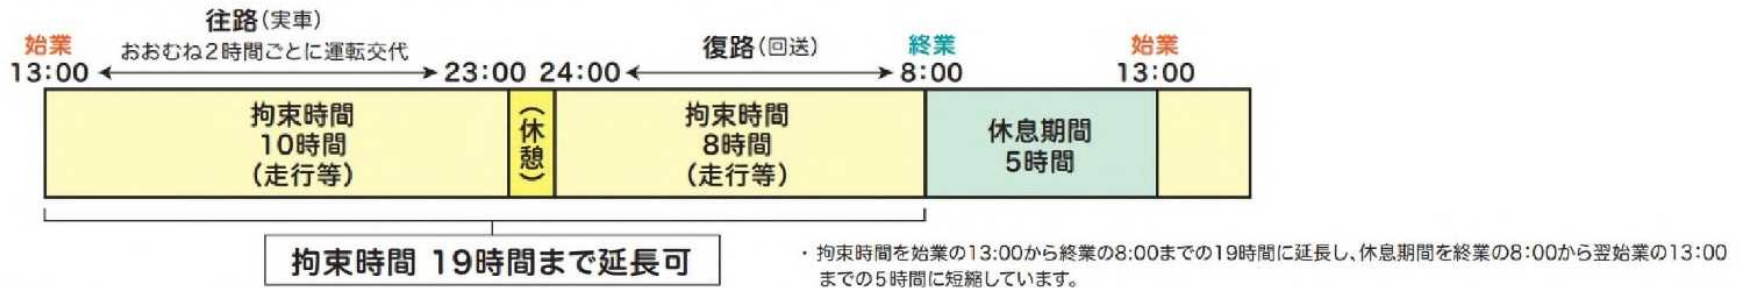 往路(実車)
始業
おおむね2時間ごとに運転交代
復路(回送)
終業
始業
13:00
23:00
24:00
8:00
13:00
拘束時間
10時間
(走行等)
(休憩)
拘束時間
8時間
(走行等)
休息期間
5時間
拘束時間 19時間まで延長可
・拘束時間を始業の13:00から終業の8:00までの19時間に延長し、休息期間を終業の8:00から翌始業の13:00
までの5時間に短縮しています。